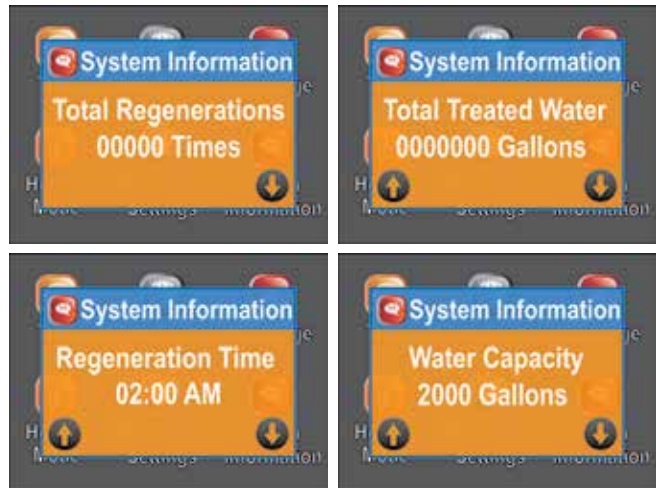 System Information
Total Regenerations
00000 Times
System Information
Total Treated Water
0000000 Gallons
System Information
Regeneration Time
02:00 AM
System Information
Water Capacity
2000 Gallons